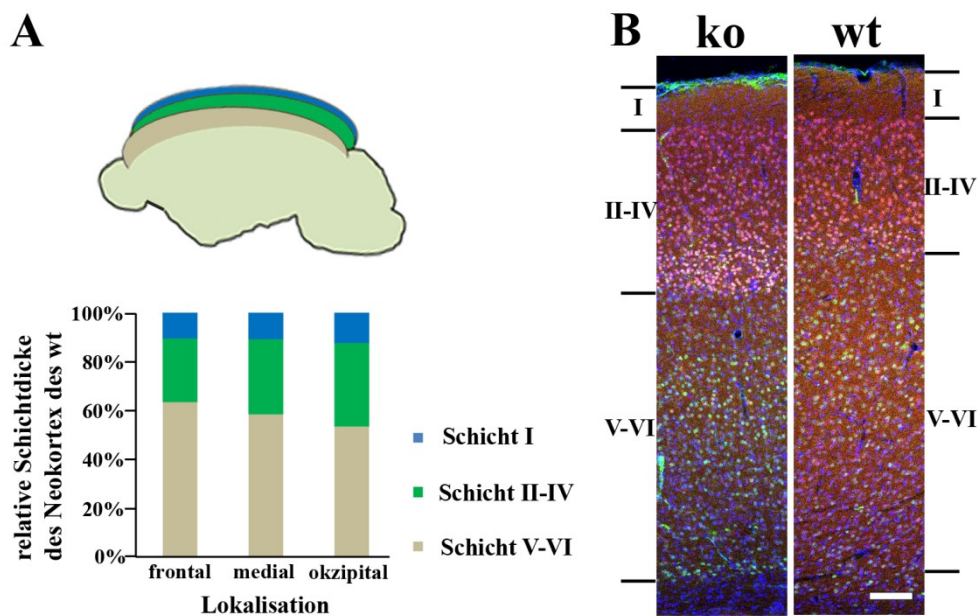 A
100%
80%
60%
40%
20%
0%
relative Schichtdicke
des Neokortex des wt
frontal medial okzipital
Lokalisation
Schicht I
Schicht II-IV
Schicht V-VI
B
ko wt
I
II-IV
V-VI
I
II-IV
V-VI